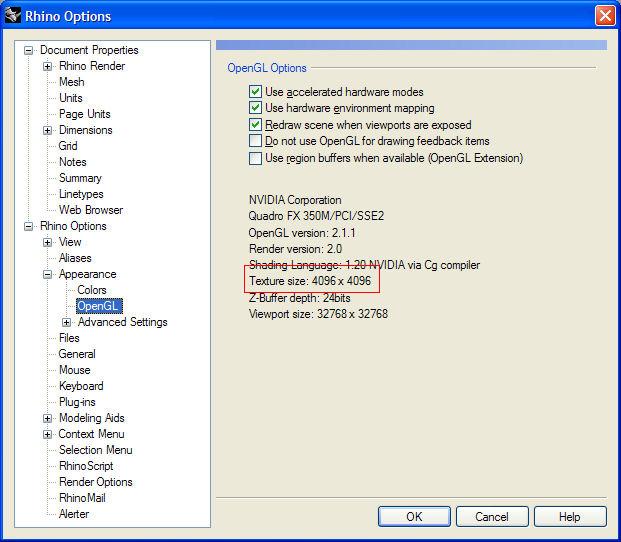 Rhino Options
Document Properties
Rhino Render
Mesh
Units
Page Units
Dimensions
Grid
Notes
Summary
Linetypes
Web Browser
Rhino Options
View
Aliases
Appearance
Colors
OpenGL
Advanced Settings
Files
General
Mouse
Keyboard
Plug-ins
Modeling Aids
Context Menu
Selection Menu
RhinoScript
Render Options
RhinoMail
Alerter
OpenGL Options
Use accelerated hardware modes
Use hardware environment mapping
Redraw scene when viewports are exposed
Do not use OpenGL for drawing feedback items
Use region buffers when available (OpenGL Extension)
NVIDIA Corporation
Quadro FX 350M/PCI/SSE2
OpenGL version: 2.1.1
Render version: 2.0
Shading Language: 1.20 NVIDIA via Cg compiler
Texture size: 4096 x 4096
Z-Buffer depth: 24bits
Viewport size: 32768 x 32768
OK
Cancel
Help